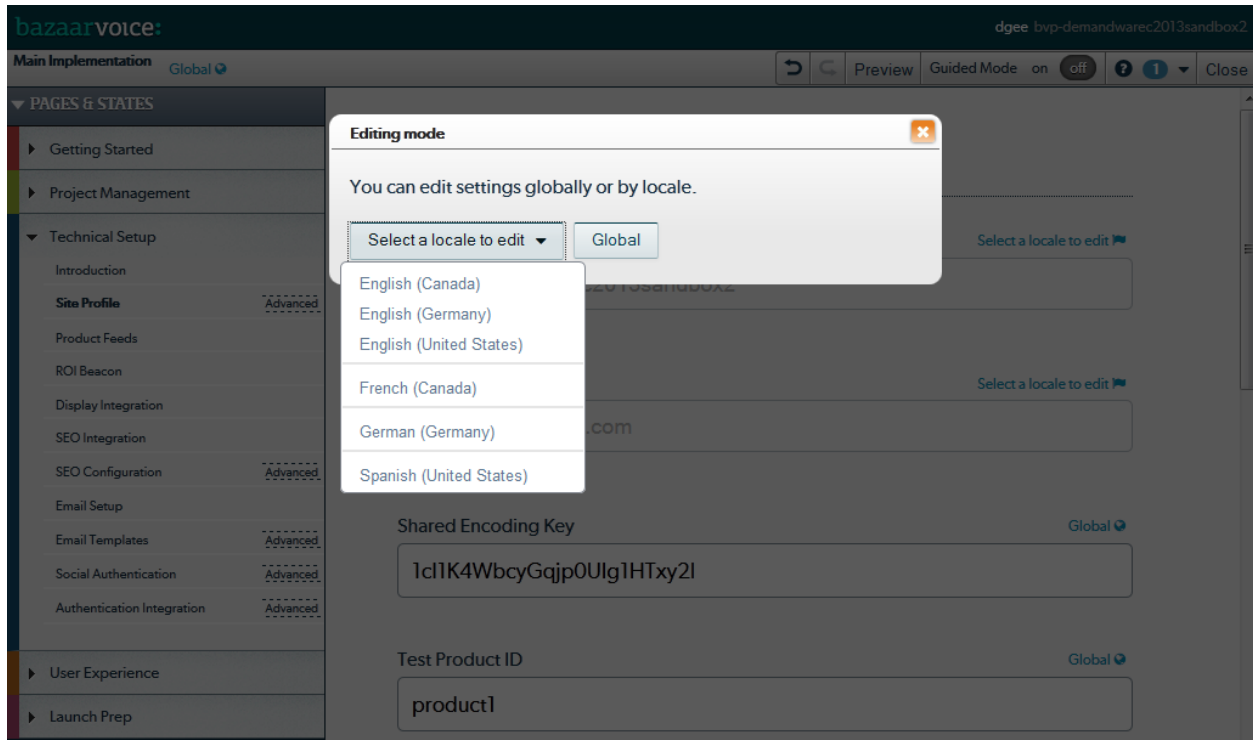 bazaarvoice:
dgee bvp-demandwarec2013sandbox2
Main Implementation Global
Preview Guided Mode on off ? 1 Close
PAGES & STATES
Getting Started
Project Management
Technical Setup
Introduction
Site Profile Advanced
Product Feeds
ROI Beacon
Display Integration
SEO Integration
SEO Configuration Advanced
Email Setup
Email Templates Advanced
Social Authentication Advanced
Authentication Integration Advanced
User Experience
Launch Prep
Editing mode
You can edit settings globally or by locale.
Select a locale to edit Global
English (Canada)
English (Germany)
English (United States)
French (Canada)
German (Germany)
Spanish (United States)
Select a locale to edit
Select a locale to edit
.com
Shared Encoding Key Global
Test Product ID Global
product1